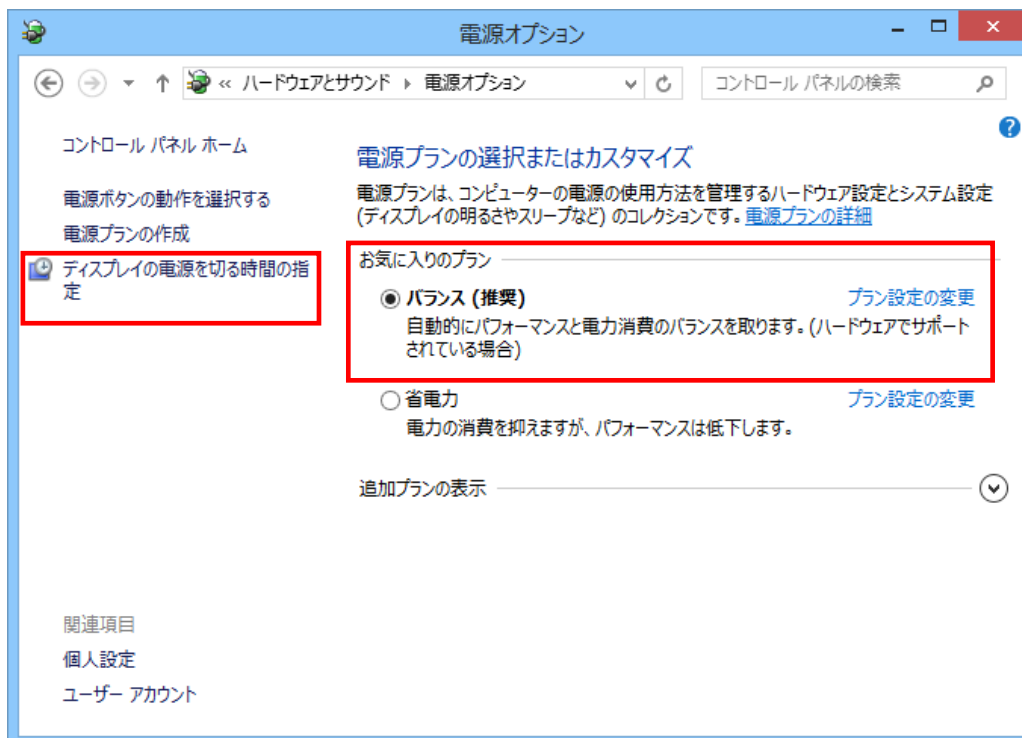 電源オプション
« ハードウェアとサウンド 電源オプション コントロール パネルの検索
コントロール パネル ホーム
電源ボタンの動作を選択する
電源プランの作成
ディスプレイの電源を切る時間の指
定
関連項目
個人設定
ユーザー アカウント
電源プランの選択またはカスタマイズ
電源プランは、コンピューターの電源の使用方法を管理するハードウェア設定とシステム設定
(ディスプレイの明るさやスリープなど) のコレクションです。電源プランの詳細
お気に入りのプラン
バランス (推奨) プラン設定の変更
自動的にパフォーマンスと電力消費のバランスを取ります。(ハードウェアでサポート
されている場合)
省電力 プラン設定の変更
電力の消費を抑えますが、パフォーマンスは低下します。
追加プランの表示